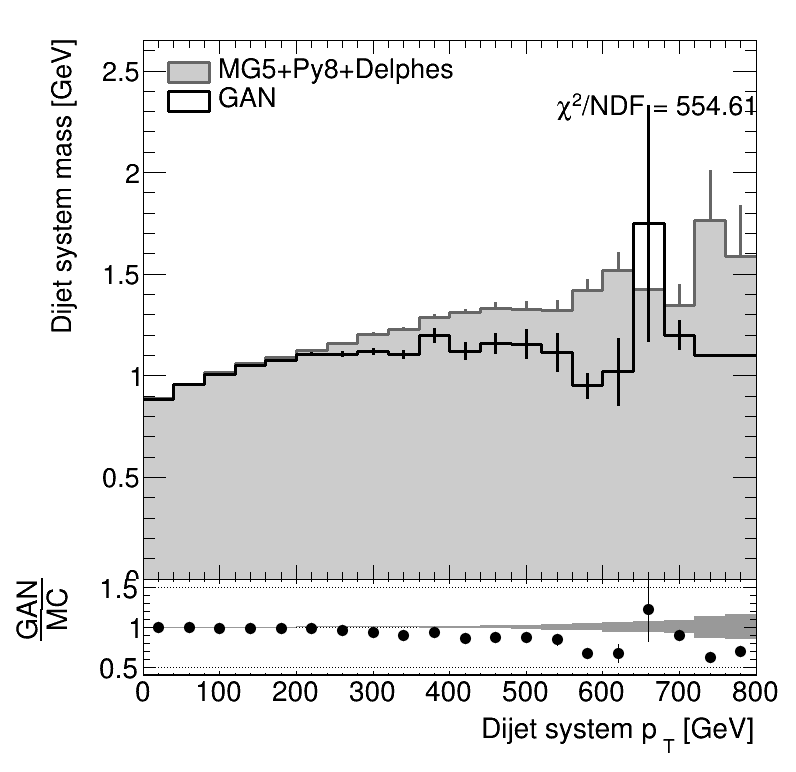 Dijet system mass [GeV]
2.5
2
1.5
1
0.5
0
MG5+Py8+Delphes
GAN
χ²/NDF = 554.61
GAN
MC
1.5
1
0.5
0 100 200 300 400 500 600 700 800
Dijet system p_T [GeV]